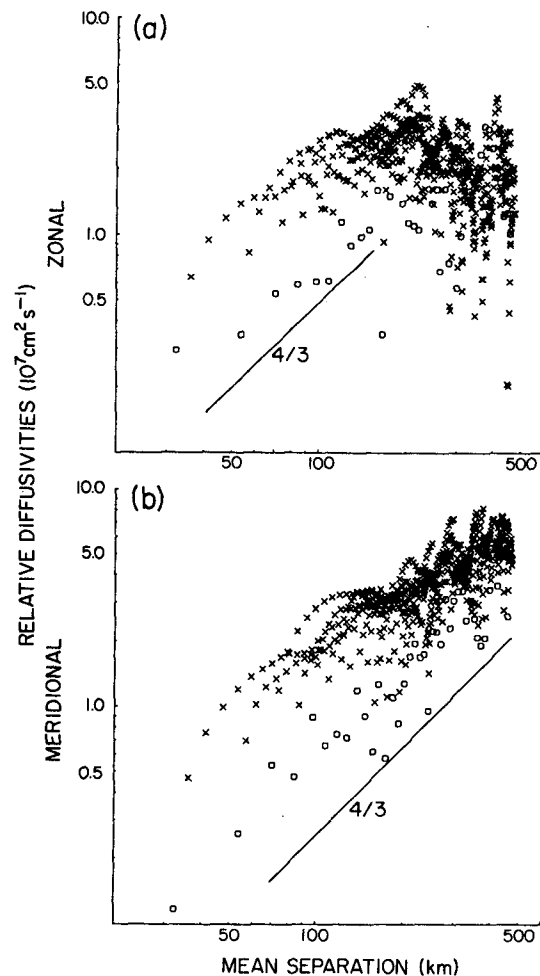 (a)
10.0
5.0
1.0
0.5
ZONAL
4/3
50
100
500
RELATIVE DIFFUSIVITIES (10⁷cm² s⁻¹)
(b)
10.0
5.0
1.0
0.5
MERIDIONAL
4/3
50
100
500
MEAN SEPARATION (km)